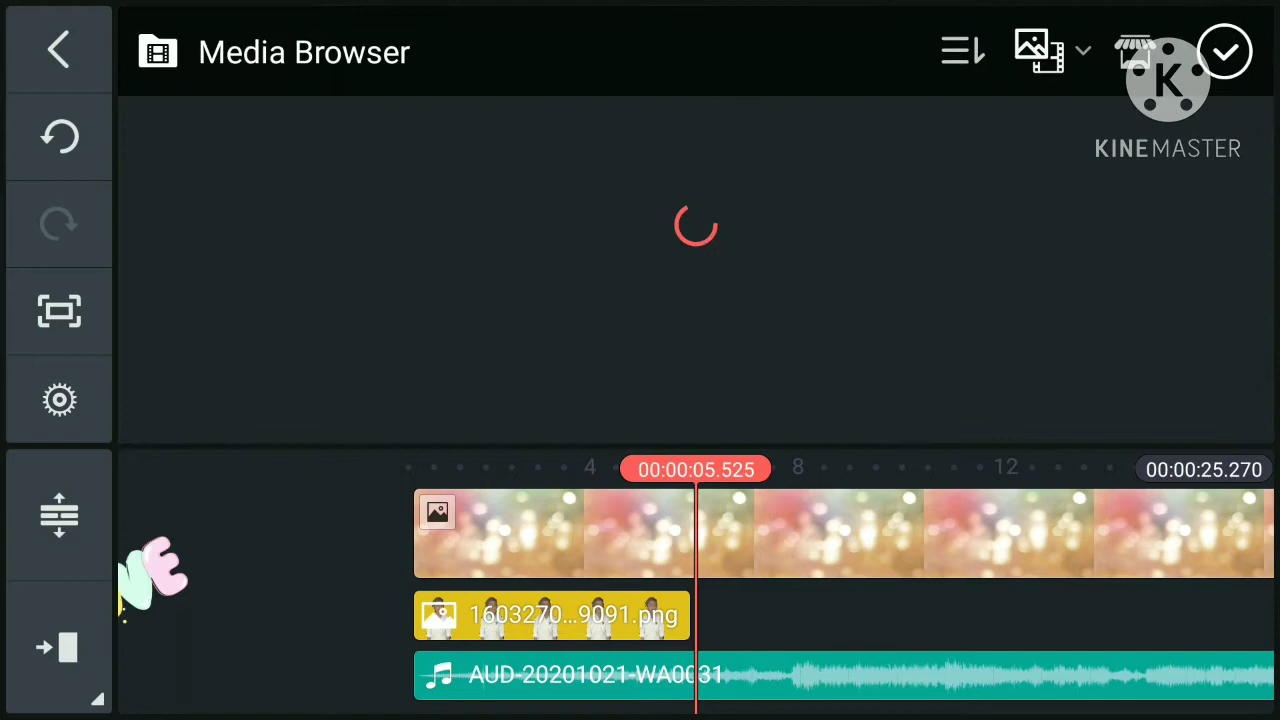 Media Browser
K
KINEMASTER
4
00:00:05.525
8
12
00:00:25.270
1603270...9091.png
AUD-20201021-WA0031